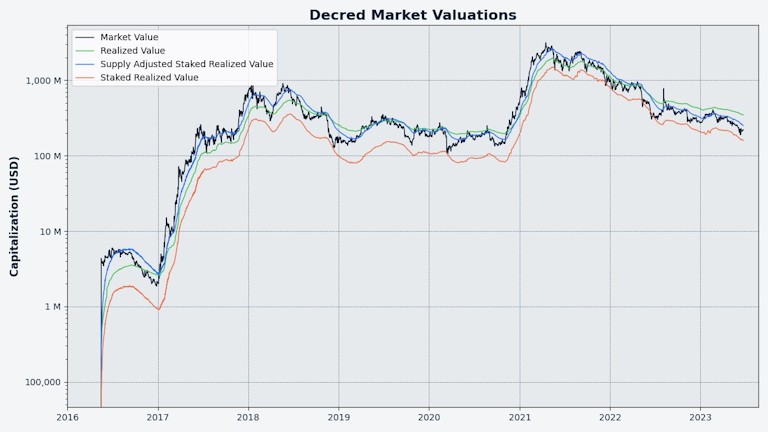 Decred Market Valuations
Market Value
Realized Value
Supply Adjusted Staked Realized Value
Staked Realized Value
Capitalization (USD)
1,000 M
100 M
10 M
1 M
100,000
2016 2017 2018 2019 2020 2021 2022 2023